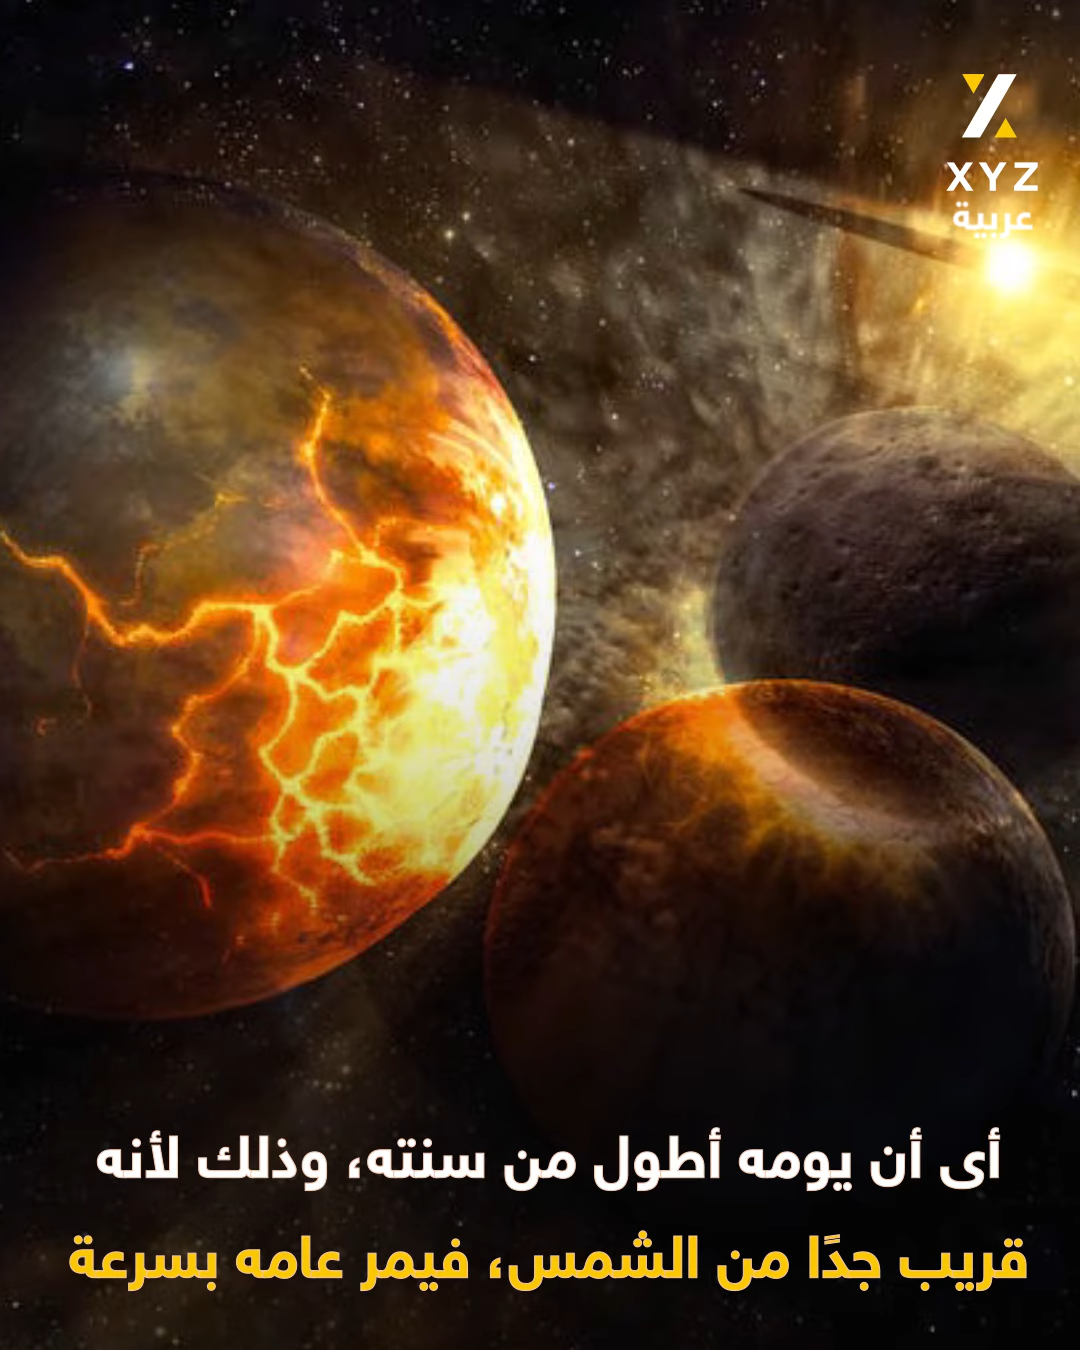 XYZ
عربية
أى أن يومه أطول من سنته، وذلك لأنه
قريب جدًا من الشمس، فيمر عامه بسرعة